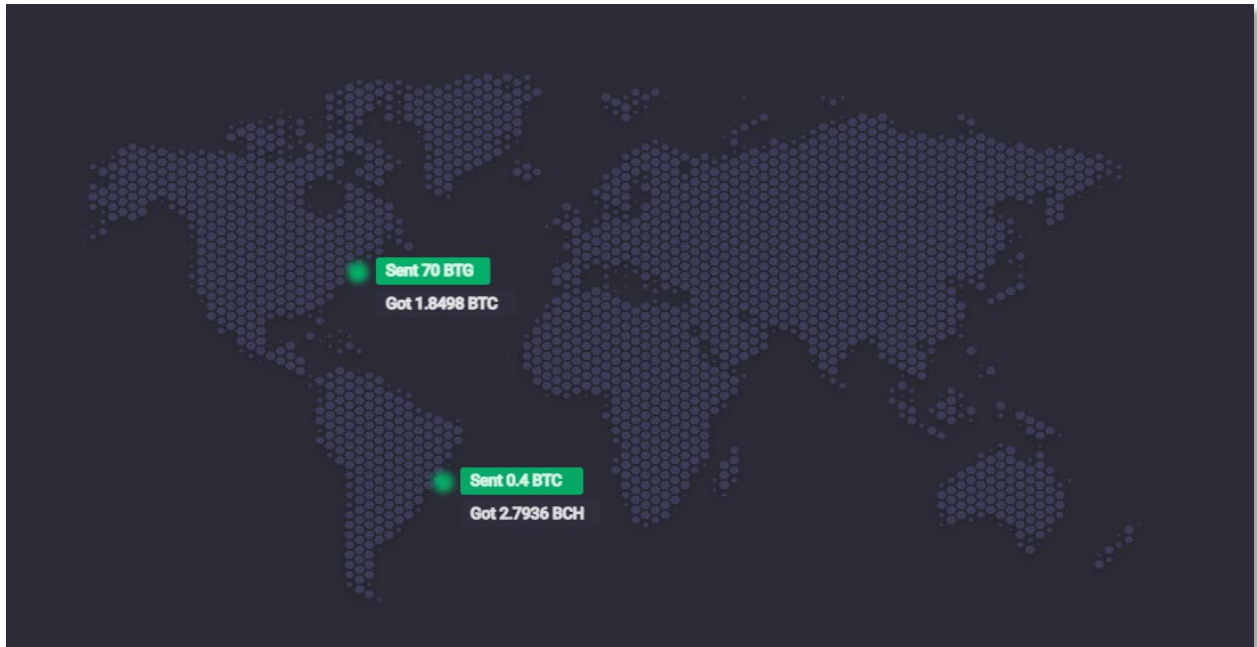 Sent 70 BTG
Got 1.8498 BTC
Sent 0.4 BTC
Got 2.7936 BCH